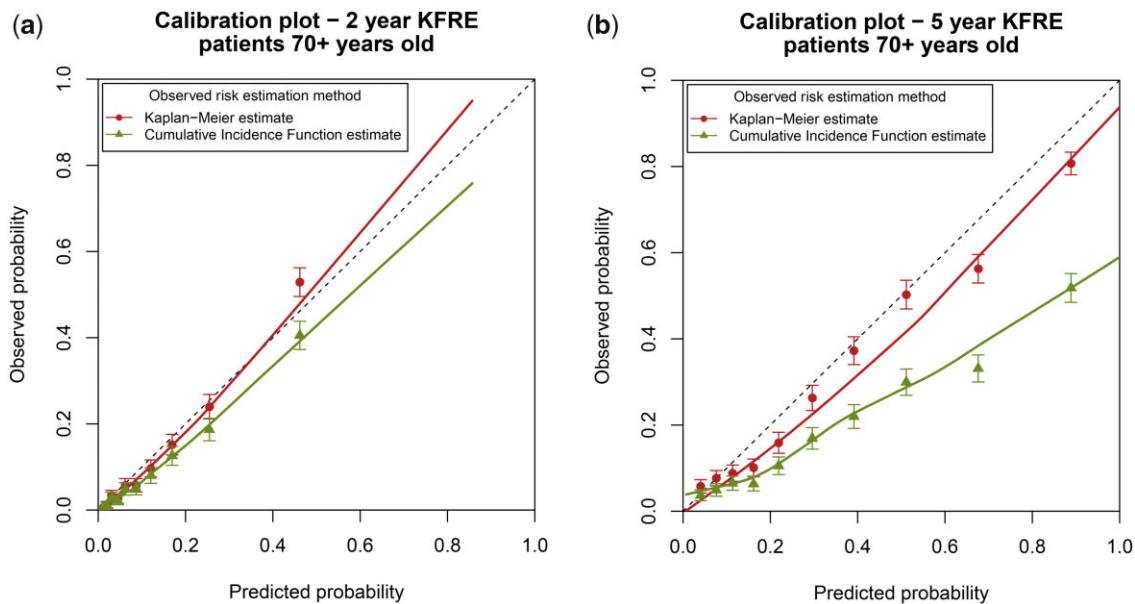 (a)
Calibration plot − 2 year KFRE
patients 70+ years old
Observed risk estimation method
Kaplan−Meier estimate
Cumulative Incidence Function estimate
1.0
0.8
0.6
0.4
0.2
0.0
Observed probability
0.0 0.2 0.4 0.6 0.8 1.0
Predicted probability
(b)
Calibration plot − 5 year KFRE
patients 70+ years old
Observed risk estimation method
Kaplan−Meier estimate
Cumulative Incidence Function estimate
1.0
0.8
0.6
0.4
0.2
0.0
Observed probability
0.0 0.2 0.4 0.6 0.8 1.0
Predicted probability